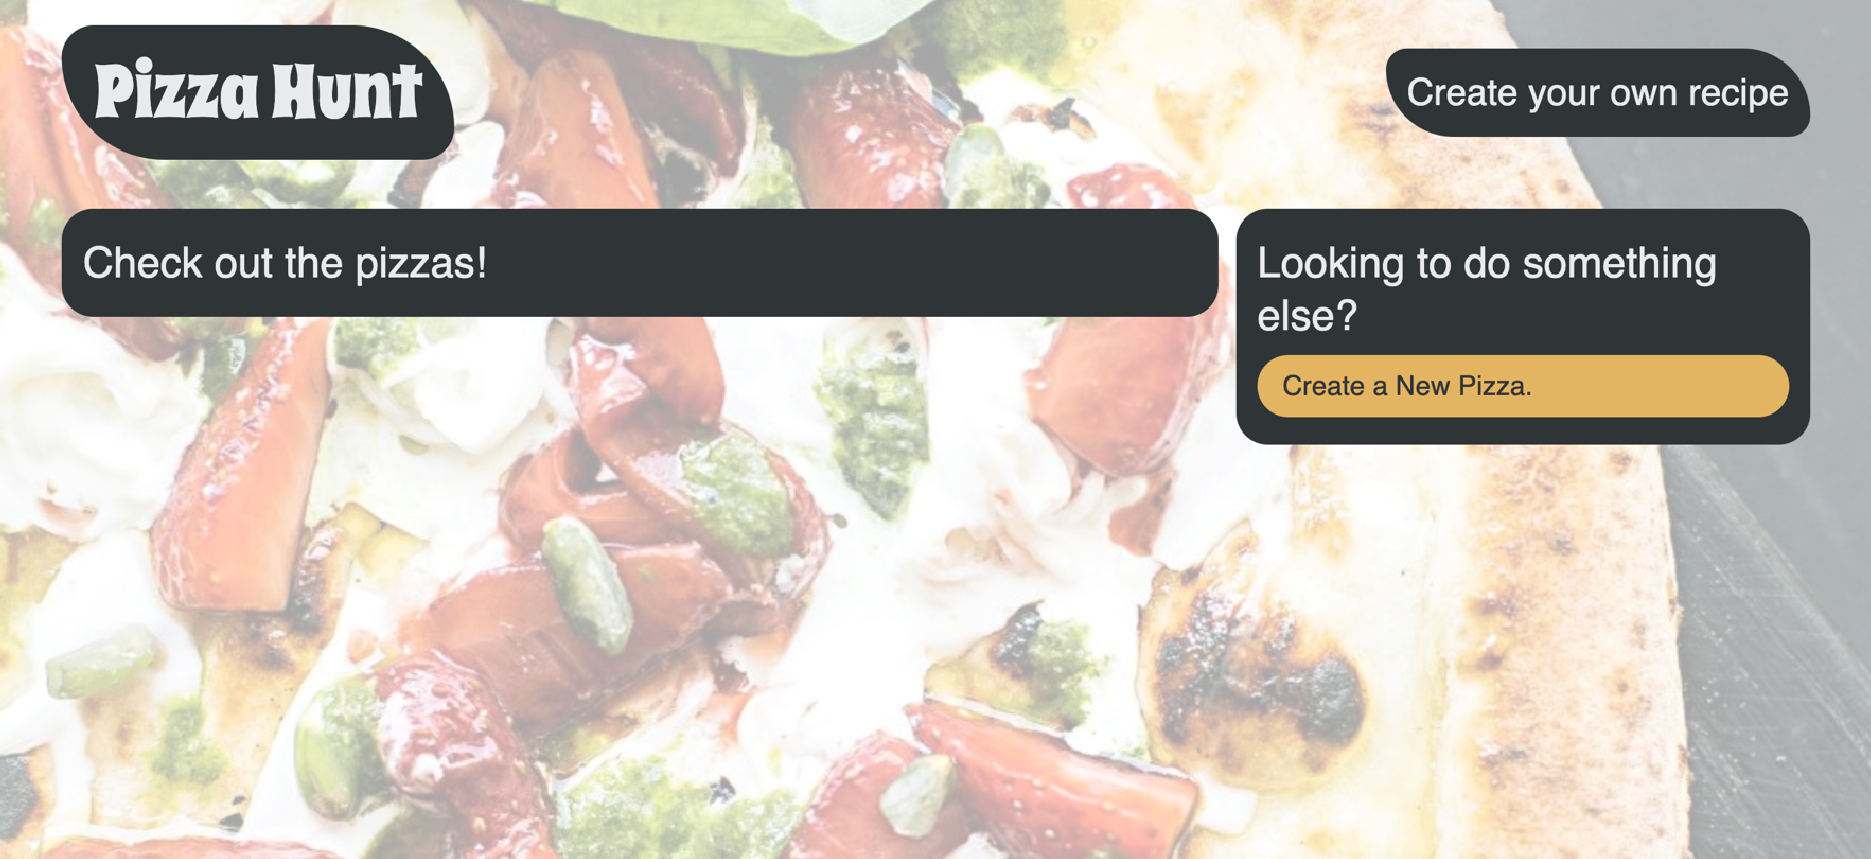 Pizza Hunt
Create your own recipe
Check out the pizzas!
Looking to do something
else?
Create a New Pizza.